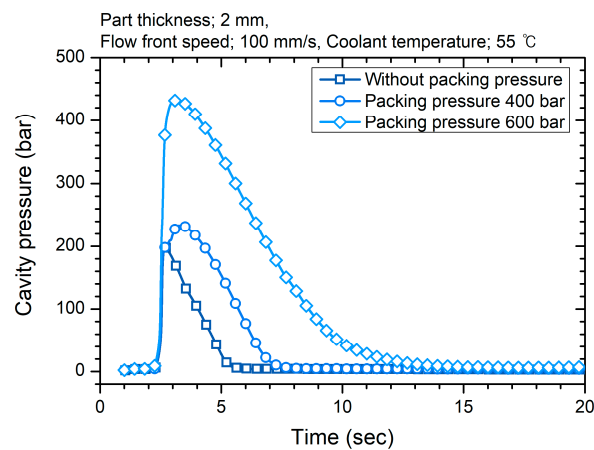 Part thickness; 2 mm,
Flow front speed; 100 mm/s, Coolant temperature; 55 ℃
500
400
300
200
100
0
Cavity pressure (bar)
Without packing pressure
Packing pressure 400 bar
Packing pressure 600 bar
0 5 10 15 20
Time (sec)